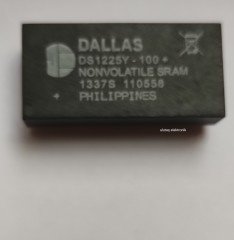 DALLAS
DS1225Y-100+
NONVOLATILE SRAM
1337S 110558
+ PHILIPPINES